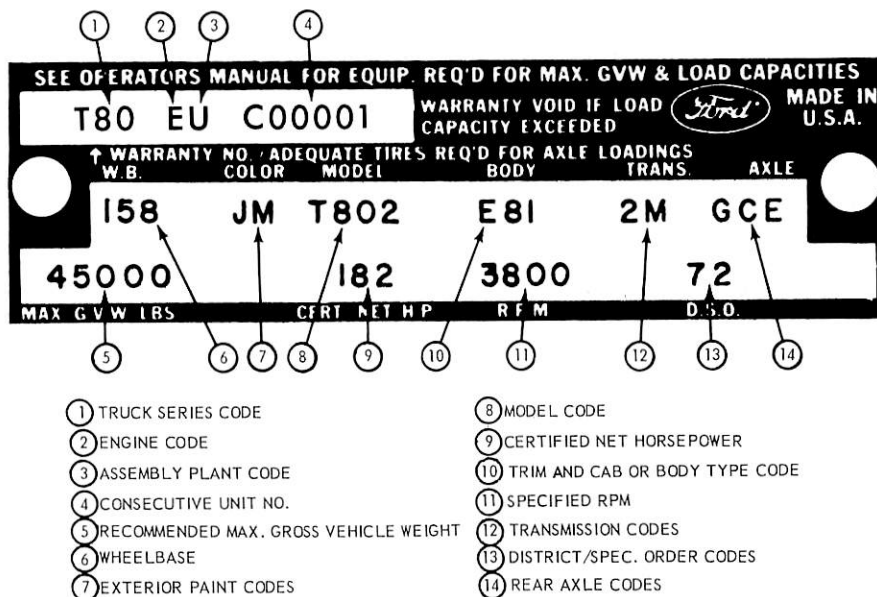 1 2 3 4
SEE OPERATORS MANUAL FOR EQUIP. REQ'D FOR MAX. GVW & LOAD CAPACITIES
T80 EU C00001
WARRANTY VOID IF LOAD
CAPACITY EXCEEDED
Ford
MADE IN
U.S.A.
↑ WARRANTY NO. / ADEQUATE TIRES REQ'D FOR AXLE LOADINGS
W.B. COLOR MODEL BODY TRANS. AXLE
158 JM T802 E81 2M GCE
45000 182 3800 72
MAX G V W LBS CERT NET H P R P M D.S.O.
5 6 7 8 9 10 11 12 13 14
1 TRUCK SERIES CODE
2 ENGINE CODE
3 ASSEMBLY PLANT CODE
4 CONSECUTIVE UNIT NO.
5 RECOMMENDED MAX. GROSS VEHICLE WEIGHT
6 WHEELBASE
7 EXTERIOR PAINT CODES
8 MODEL CODE
9 CERTIFIED NET HORSEPOWER
10 TRIM AND CAB OR BODY TYPE CODE
11 SPECIFIED RPM
12 TRANSMISSION CODES
13 DISTRICT/SPEC. ORDER CODES
14 REAR AXLE CODES